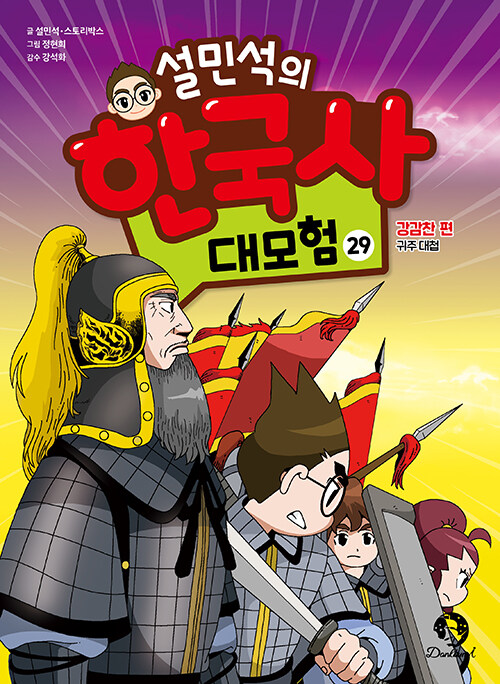 글 설민석·스토리박스
그림 정현희
감수 강석화
설민석의
한국사
대모험 29
강감찬 편
귀주 대첩